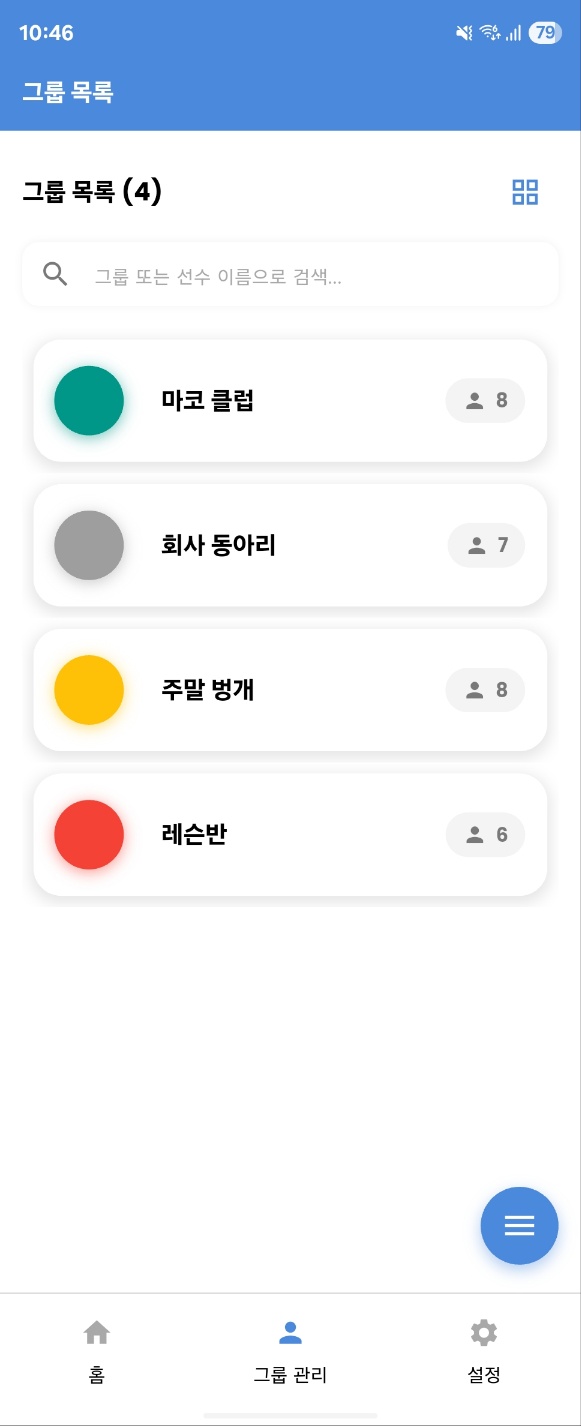 10:46
79
그룹 목록
그룹 목록 (4)
그룹 또는 선수 이름으로 검색...
마코 클럽 8
회사 동아리 7
주말 벙개 8
레슨반 6
홈 그룹 관리 설정